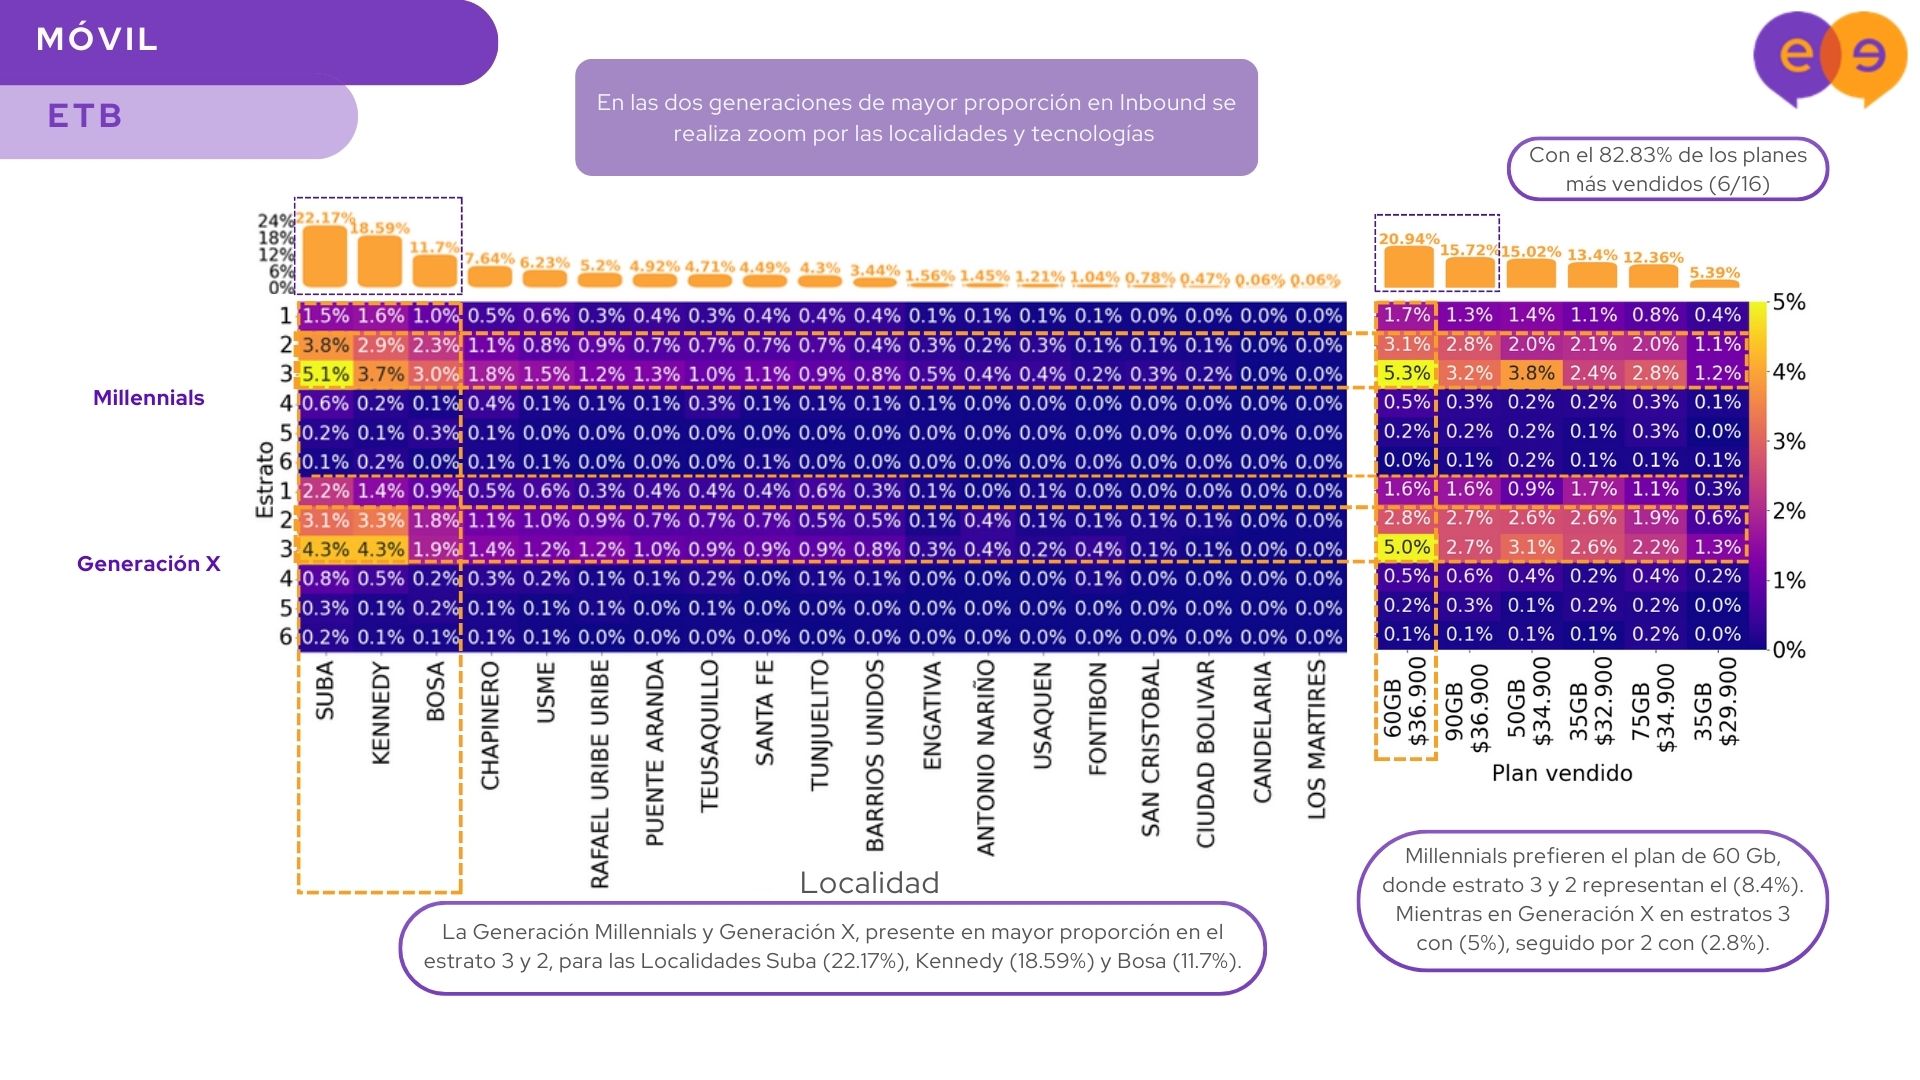 MÓVIL
ETB
En las dos generaciones de mayor proporción en Inbound se
realiza zoom por las localidades y tecnologías
Con el 82.83% de los planes
más vendidos (6/16)
24%
18%
12%
6%
0%
22.17% 18.59% 11.7% 7.64% 6.23% 5.2% 4.92% 4.71% 4.49% 4.3% 3.44% 1.56% 1.45% 1.21% 1.04% 0.78% 0.47% 0.06% 0.06%
20.94% 15.72% 15.02% 13.4% 12.36% 5.39%
Millennials
Generación X
Estrato
1 1.5% 1.6% 1.0% 0.5% 0.6% 0.3% 0.4% 0.3% 0.4% 0.4% 0.4% 0.1% 0.1% 0.1% 0.1% 0.0% 0.0% 0.0% 0.0% 1.7% 1.3% 1.4% 1.1% 0.8% 0.4%
2 3.8% 2.9% 2.3% 1.1% 0.8% 0.9% 0.7% 0.7% 0.7% 0.7% 0.4% 0.3% 0.2% 0.3% 0.1% 0.1% 0.1% 0.0% 0.0% 3.1% 2.8% 2.0% 2.1% 2.0% 1.1%
3 5.1% 3.7% 3.0% 1.8% 1.5% 1.2% 1.3% 1.0% 1.1% 0.9% 0.8% 0.5% 0.4% 0.4% 0.2% 0.3% 0.2% 0.0% 0.0% 5.3% 3.2% 3.8% 2.4% 2.8% 1.2%
4 0.6% 0.2% 0.1% 0.4% 0.1% 0.1% 0.1% 0.3% 0.1% 0.1% 0.1% 0.1% 0.0% 0.0% 0.0% 0.0% 0.0% 0.0% 0.0% 0.5% 0.3% 0.2% 0.2% 0.3% 0.1%
5 0.2% 0.1% 0.3% 0.1% 0.0% 0.0% 0.0% 0.0% 0.0% 0.0% 0.0% 0.0% 0.0% 0.0% 0.0% 0.0% 0.0% 0.0% 0.0% 0.2% 0.2% 0.2% 0.1% 0.3% 0.0%
6 0.1% 0.2% 0.0% 0.1% 0.1% 0.0% 0.0% 0.0% 0.1% 0.0% 0.0% 0.0% 0.0% 0.0% 0.0% 0.0% 0.0% 0.0% 0.0% 0.0% 0.1% 0.2% 0.1% 0.1% 0.1%
1 2.2% 1.4% 0.9% 0.5% 0.6% 0.3% 0.4% 0.4% 0.4% 0.6% 0.3% 0.1% 0.0% 0.1% 0.0% 0.0% 0.0% 0.0% 0.0% 1.6% 1.6% 0.9% 1.7% 1.1% 0.3%
2 3.1% 3.3% 1.8% 1.1% 1.0% 0.9% 0.7% 0.7% 0.7% 0.5% 0.5% 0.1% 0.4% 0.1% 0.1% 0.1% 0.1% 0.0% 0.0% 2.8% 2.7% 2.6% 2.6% 1.9% 0.6%
3 4.3% 4.3% 1.9% 1.4% 1.2% 1.2% 1.0% 0.9% 0.9% 0.9% 0.8% 0.3% 0.4% 0.2% 0.4% 0.1% 0.1% 0.0% 0.0% 5.0% 2.7% 3.1% 2.6% 2.2% 1.3%
4 0.8% 0.5% 0.2% 0.3% 0.2% 0.1% 0.1% 0.2% 0.0% 0.1% 0.1% 0.0% 0.0% 0.0% 0.1% 0.0% 0.0% 0.0% 0.0% 0.5% 0.6% 0.4% 0.2% 0.4% 0.2%
5 0.3% 0.1% 0.2% 0.1% 0.1% 0.1% 0.0% 0.1% 0.0% 0.0% 0.0% 0.0% 0.0% 0.0% 0.0% 0.0% 0.0% 0.0% 0.0% 0.2% 0.3% 0.1% 0.2% 0.2% 0.0%
6 0.2% 0.1% 0.1% 0.1% 0.1% 0.0% 0.0% 0.0% 0.0% 0.0% 0.0% 0.0% 0.0% 0.0% 0.0% 0.0% 0.0% 0.0% 0.0% 0.1% 0.1% 0.1% 0.1% 0.2% 0.0%
5%
4%
3%
2%
1%
0%
SUBA
KENNEDY
BOSA
CHAPINERO
USME
RAFAEL URIBE URIBE
PUENTE ARANDA
TEUSAQUILLO
SANTA FE
TUNJUELITO
BARRIOS UNIDOS
ENGATIVA
ANTONIO NARIÑO
USAQUEN
FONTIBON
SAN CRISTOBAL
CIUDAD BOLIVAR
CANDELARIA
LOS MARTIRES
Localidad
60GB
$36.900
90GB
$36.900
50GB
$34.900
35GB
$32.900
75GB
$34.900
35GB
$29.900
Plan vendido
La Generación Millennials y Generación X, presente en mayor proporción en el
estrato 3 y 2, para las Localidades Suba (22.17%), Kennedy (18.59%) y Bosa (11.7%).
Millennials prefieren el plan de 60 Gb,
donde estrato 3 y 2 representan el (8.4%).
Mientras en Generación X en estratos 3
con (5%), seguido por 2 con (2.8%).